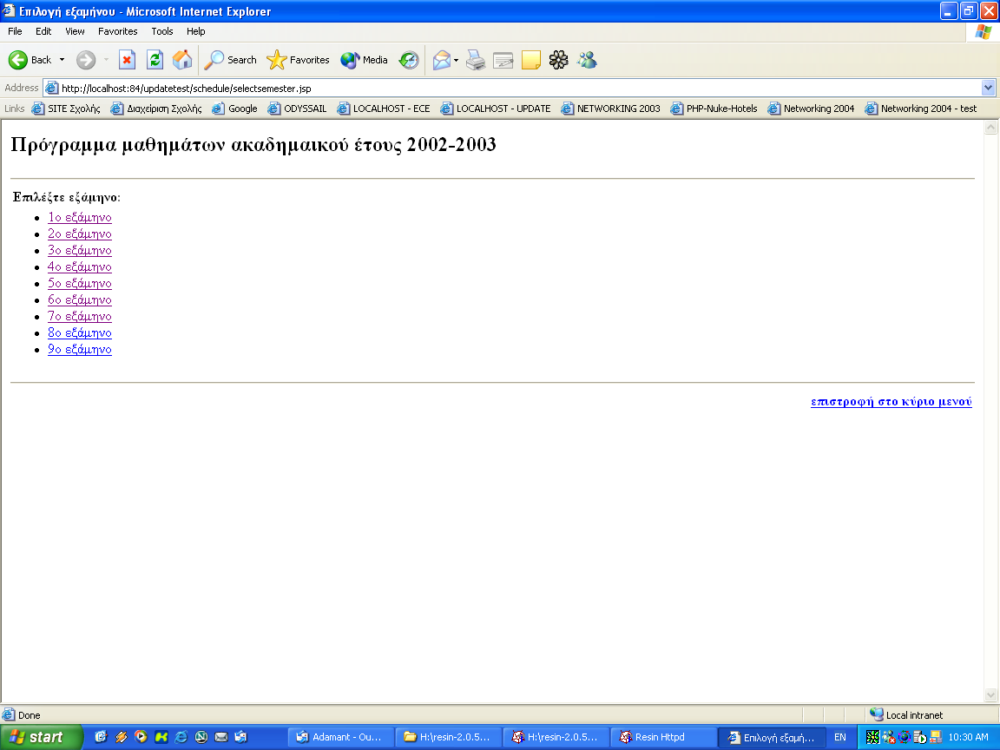 Επιλογή εξαμήνου - Microsoft Internet Explorer
File Edit View Favorites Tools Help
Back Search Favorites Media
Address http://localhost:84/updatetest/schedule/selectsemester.jsp
Links SITE Σχολής Διαχείριση Σχολής Google ODYSSAIL LOCALHOST - ECE LOCALHOST - UPDATE NETWORKING 2003 PHP-Nuke-Hotels Networking 2004 Networking 2004 - test
Πρόγραμμα μαθημάτων ακαδημαικού έτους 2002-2003
Επιλέξτε εξάμηνο:
1ο εξάμηνο
2ο εξάμηνο
3ο εξάμηνο
4ο εξάμηνο
5ο εξάμηνο
6ο εξάμηνο
7ο εξάμηνο
8ο εξάμηνο
9ο εξάμηνο
επιστροφή στο κύριο μενού
Done Local intranet
start Adamant - Ou... H:\resin-2.0.5... H:\resin-2.0.5... Resin Httpd Επιλογή εξαμή... EN 10:30 AM